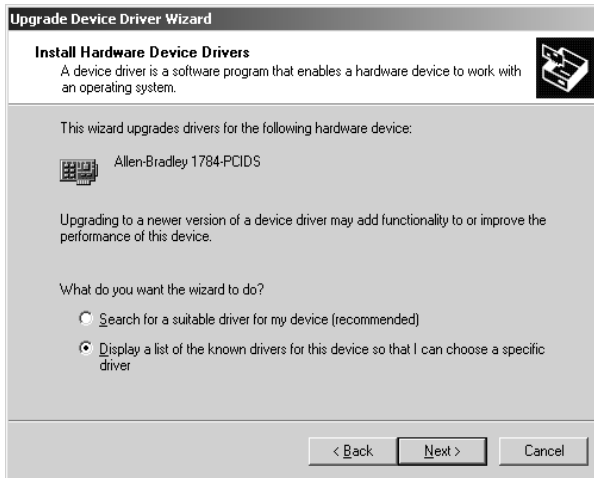 Upgrade Device Driver Wizard
Install Hardware Device Drivers
A device driver is a software program that enables a hardware device to work with
an operating system.
This wizard upgrades drivers for the following hardware device:
Allen-Bradley 1784-PCIDS
Upgrading to a newer version of a device driver may add functionality to or improve the
performance of this device.
What do you want the wizard to do?
Search for a suitable driver for my device (recommended)
Display a list of the known drivers for this device so that I can choose a specific
driver
< Back
Next >
Cancel